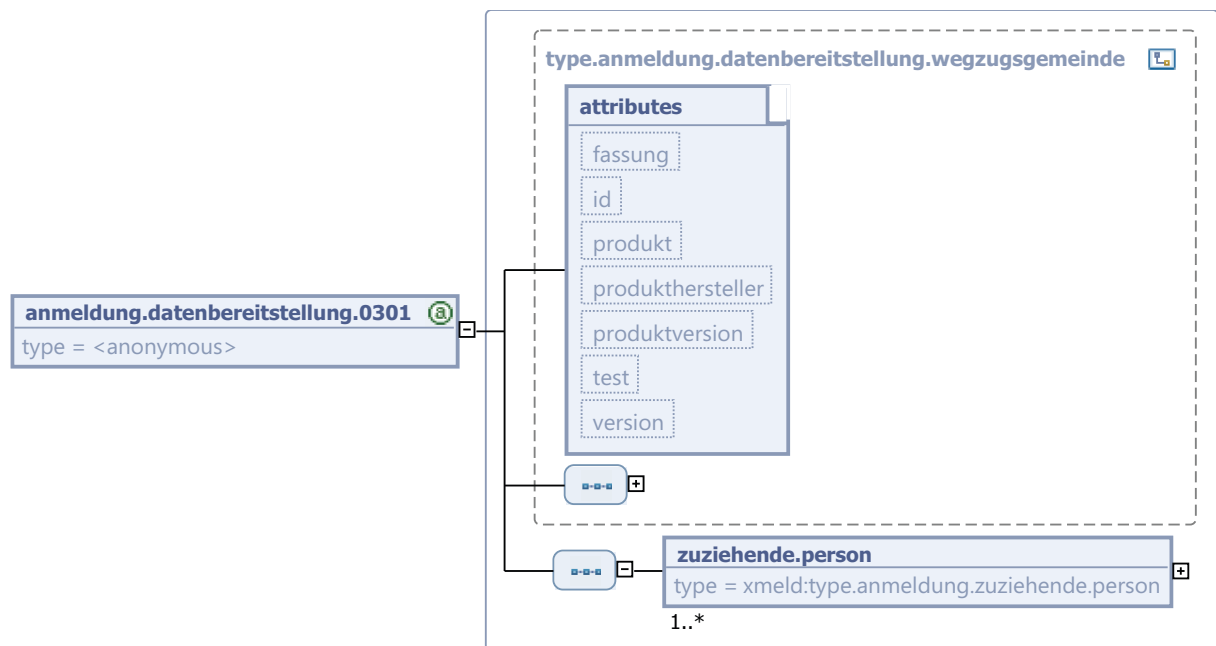 type.anmeldung.datenbereitstellung.wegzugsgemeinde
attributes
fassung
id
produkt
produkthersteller
produktversion
test
version
anmeldung.datenbereitstellung.0301 @
type = <anonymous>
zuziehende.person
type = xmeld:type.anmeldung.zuziehende.person
1..*